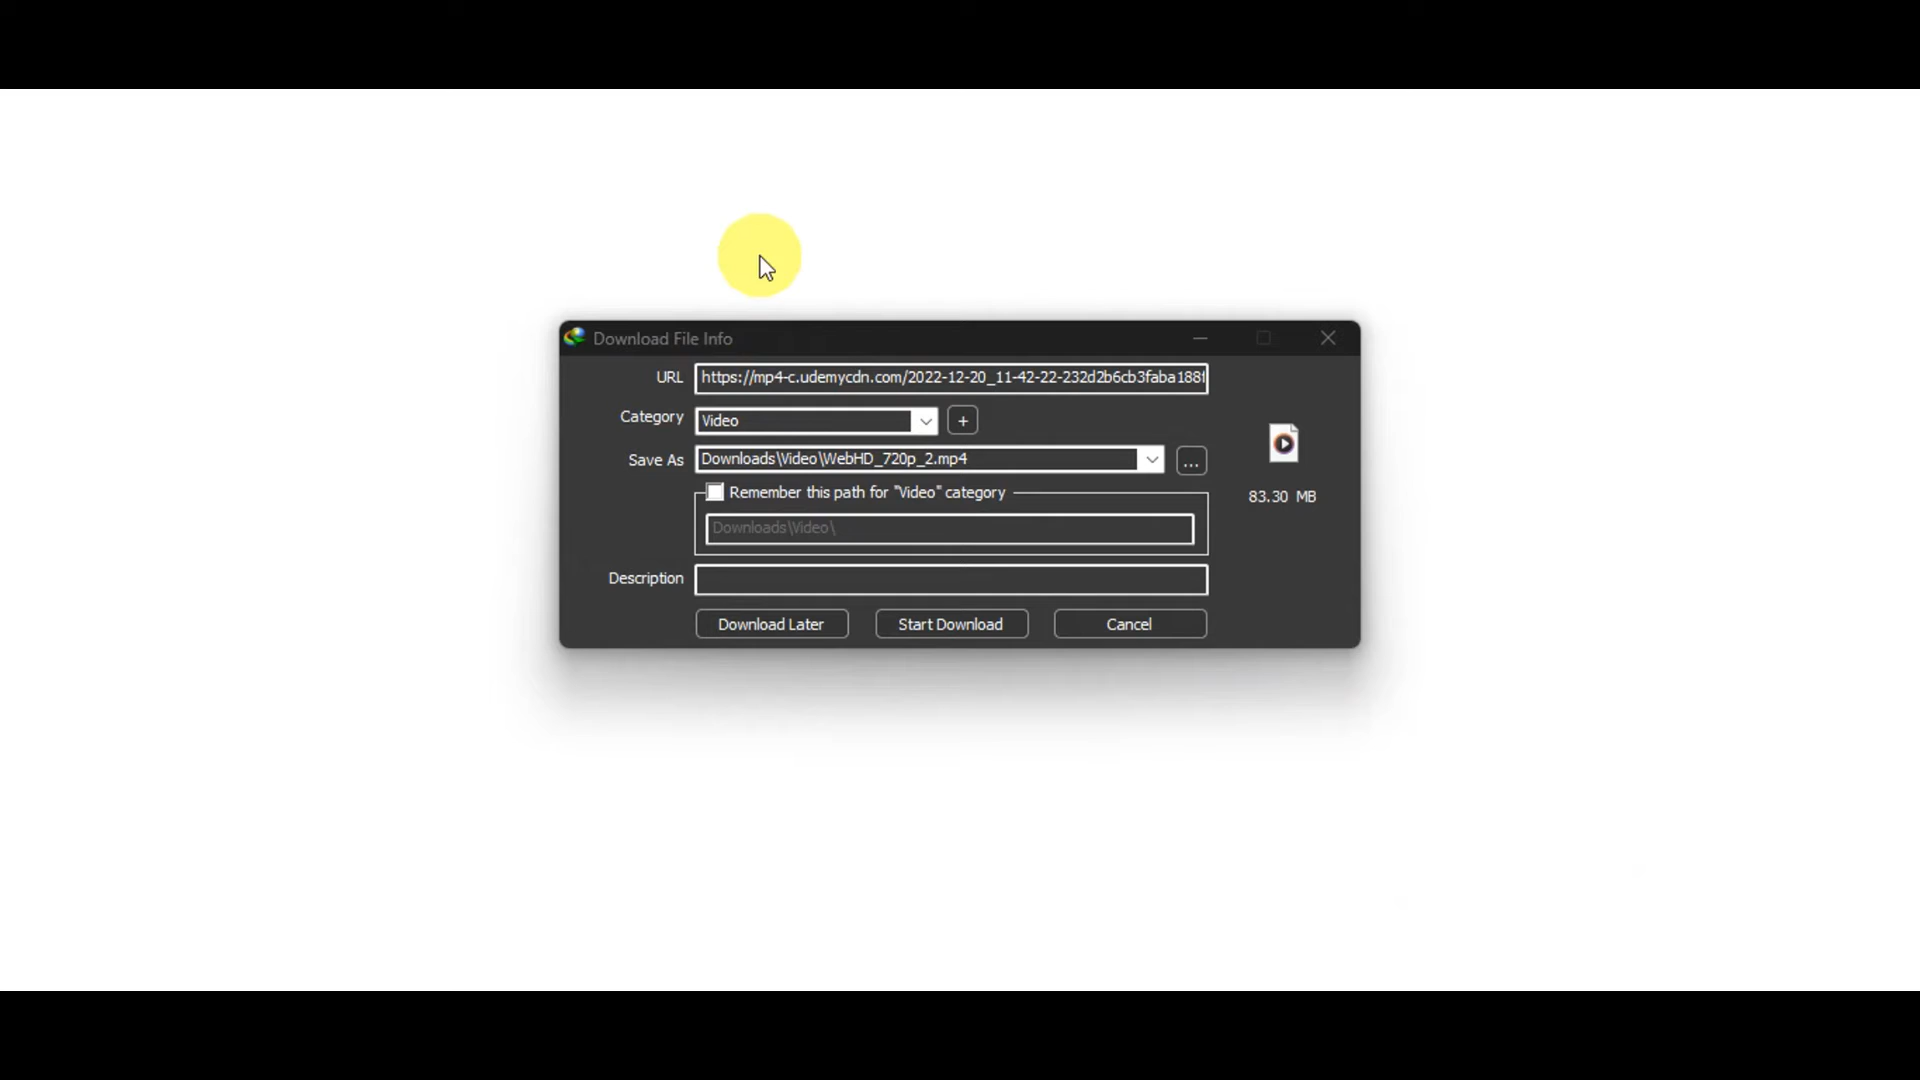 Download File Info
URL https://mp4-c.udemycdn.com/2022-12-20_11-42-22-232d2b6cb3faba188f
Category Video +
Save As Downloads\Video\WebHD_720p_2.mp4 ...
Remember this path for "Video" category
83.30 MB
Downloads\Video\
Description
Download Later Start Download Cancel